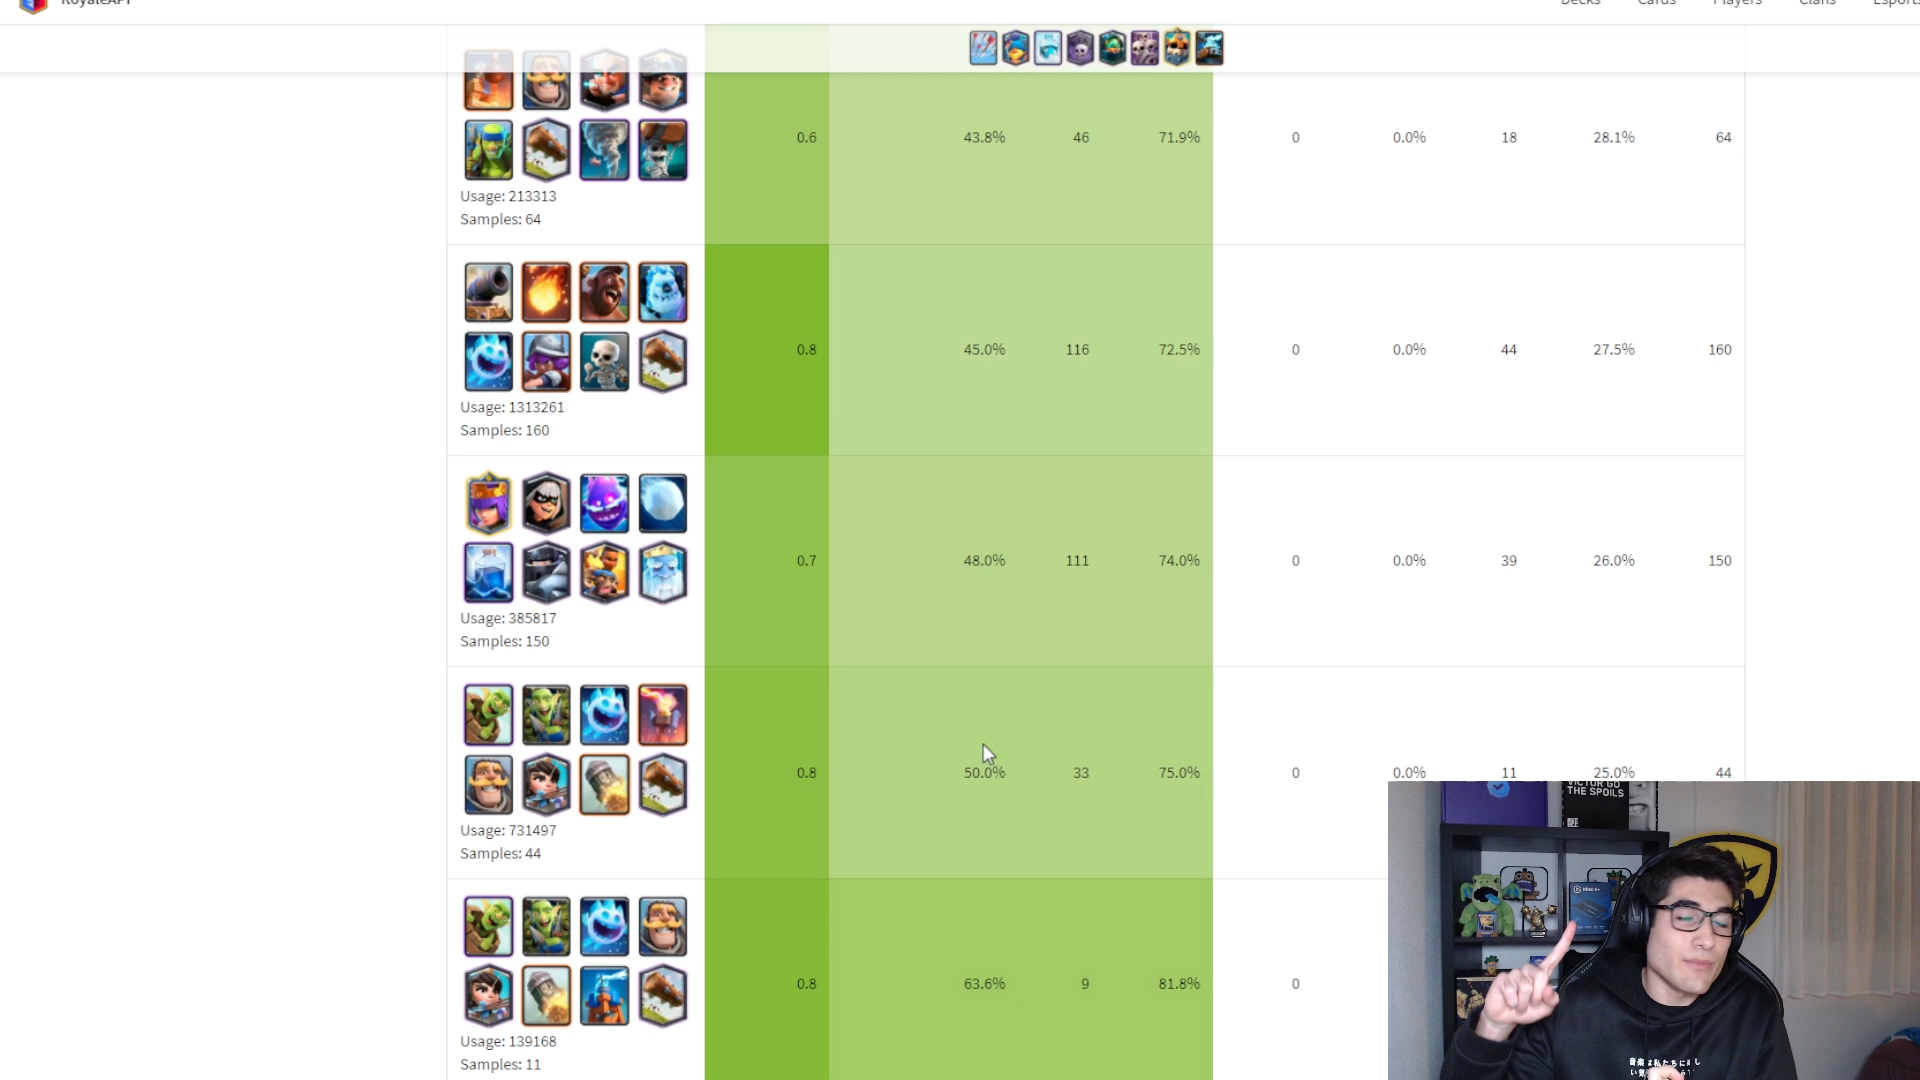 RoyaleAPI Decks Cards Players Clans Esports
0.6 43.8% 46 71.9% 0 0.0% 18 28.1% 64
Usage: 213313
Samples: 64
0.8 45.0% 116 72.5% 0 0.0% 44 27.5% 160
Usage: 1313261
Samples: 160
0.7 48.0% 111 74.0% 0 0.0% 39 26.0% 150
Usage: 385817
Samples: 150
0.8 50.0% 33 75.0% 0 0.0% 11 25.0% 44
Usage: 731497
Samples: 44
VICTOR GO
THE SPOILS
0.8 63.6% 9 81.8% 0
Usage: 139168
Samples: 11